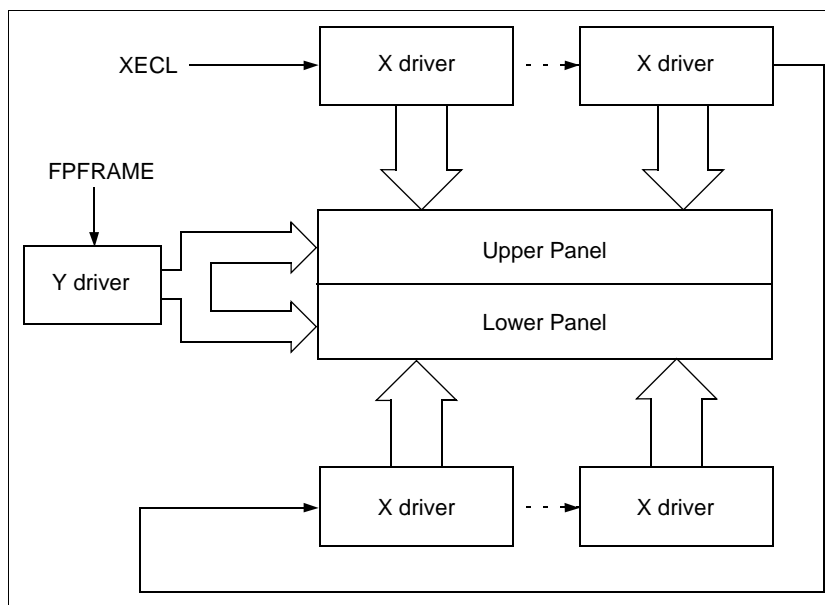 XECL
X driver
X driver
FPFRAME
Y driver
Upper Panel
Lower Panel
X driver
X driver